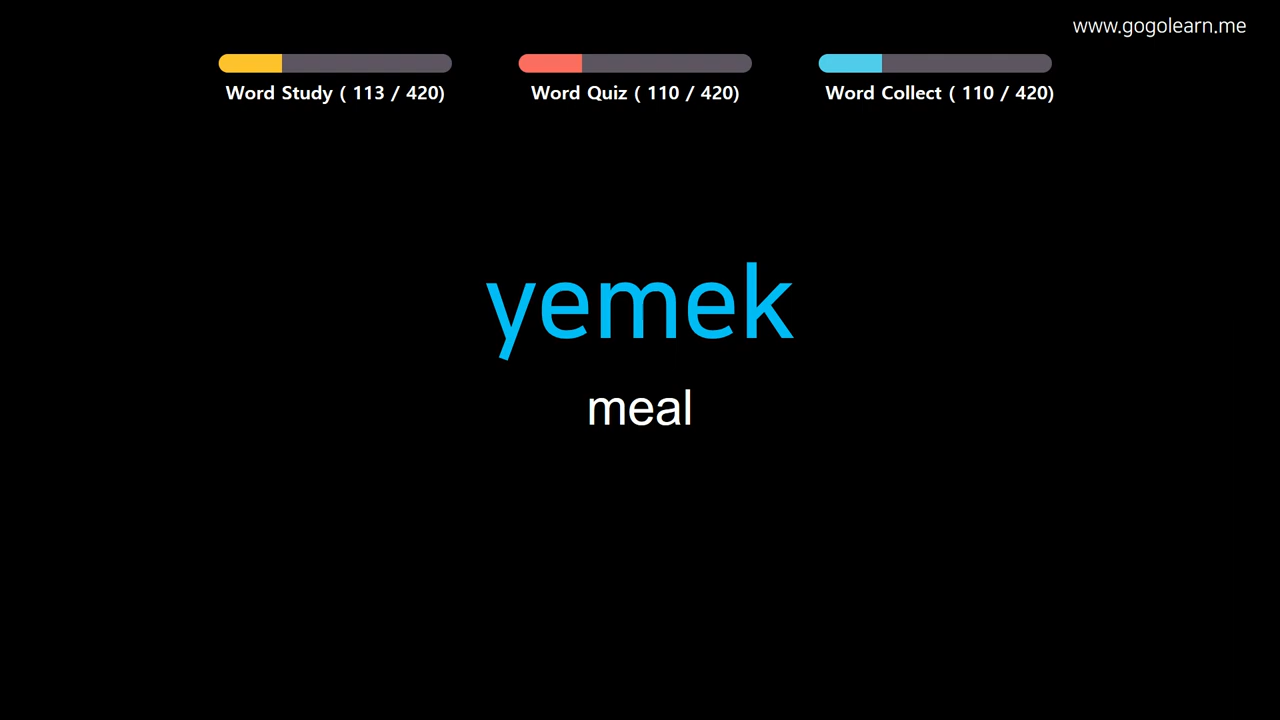 www.gogolearn.me
Word Study ( 113 / 420)
Word Quiz ( 110 / 420)
Word Collect ( 110 / 420)
yemek
meal